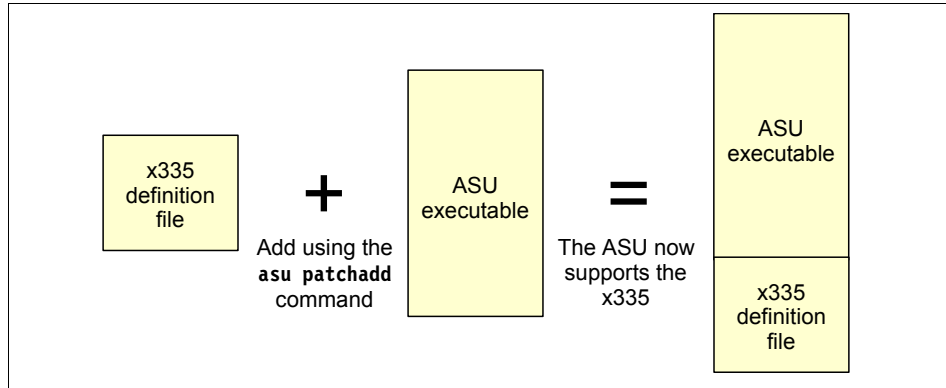 x335
definition
file
+
Add using the
asu patchadd
command
ASU
executable
=
The ASU now
supports the
x335
ASU
executable
x335
definition
file